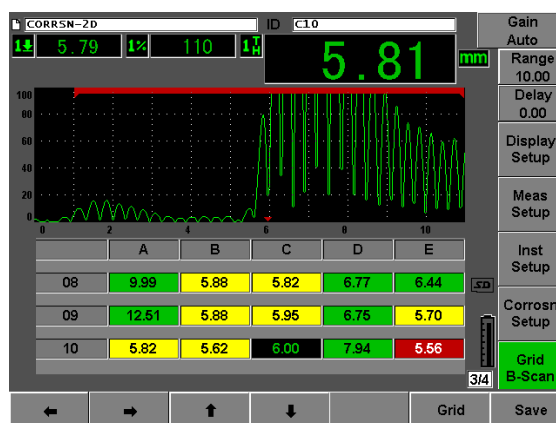 CORRSN-2D ID C10 Gain
Auto
1 5.79 1% 110 1TH 5.81 mm
Range
10.00
Delay
0.00
Display
Setup
Meas
Setup
Inst
Setup
Corrosn
Setup
Grid
B-Scan
100
80
60
40
20
0
0 2 4 6 8 10
A B C D E
08 9.99 5.88 5.82 6.77 6.44 SD
09 12.51 5.88 5.95 6.75 5.70
10 5.82 5.62 6.00 7.94 5.56
3/4
Grid Save